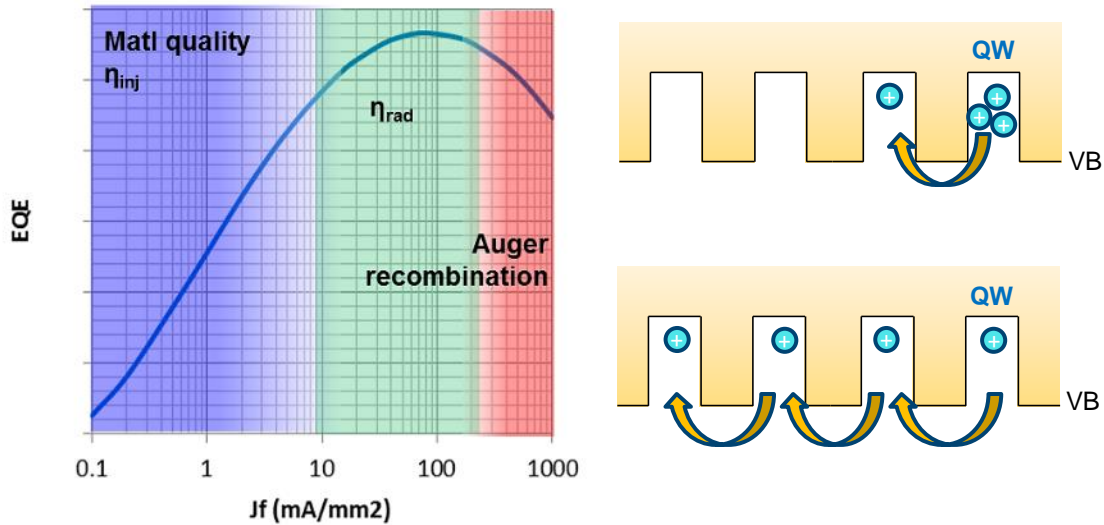 Matl quality
ηinj
ηrad
Auger
recombination
EQE
0.1 1 10 100 1000
Jf (mA/mm2)
QW
+ + + +
VB
QW
+ + + +
VB